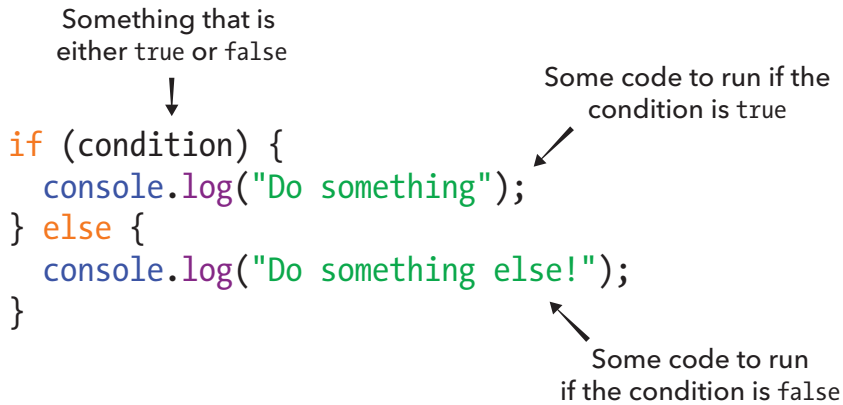 Something that is
either true or false
Some code to run if the
condition is true
if (condition) {
  console.log("Do something");
} else {
  console.log("Do something else!");
}
Some code to run
if the condition is false